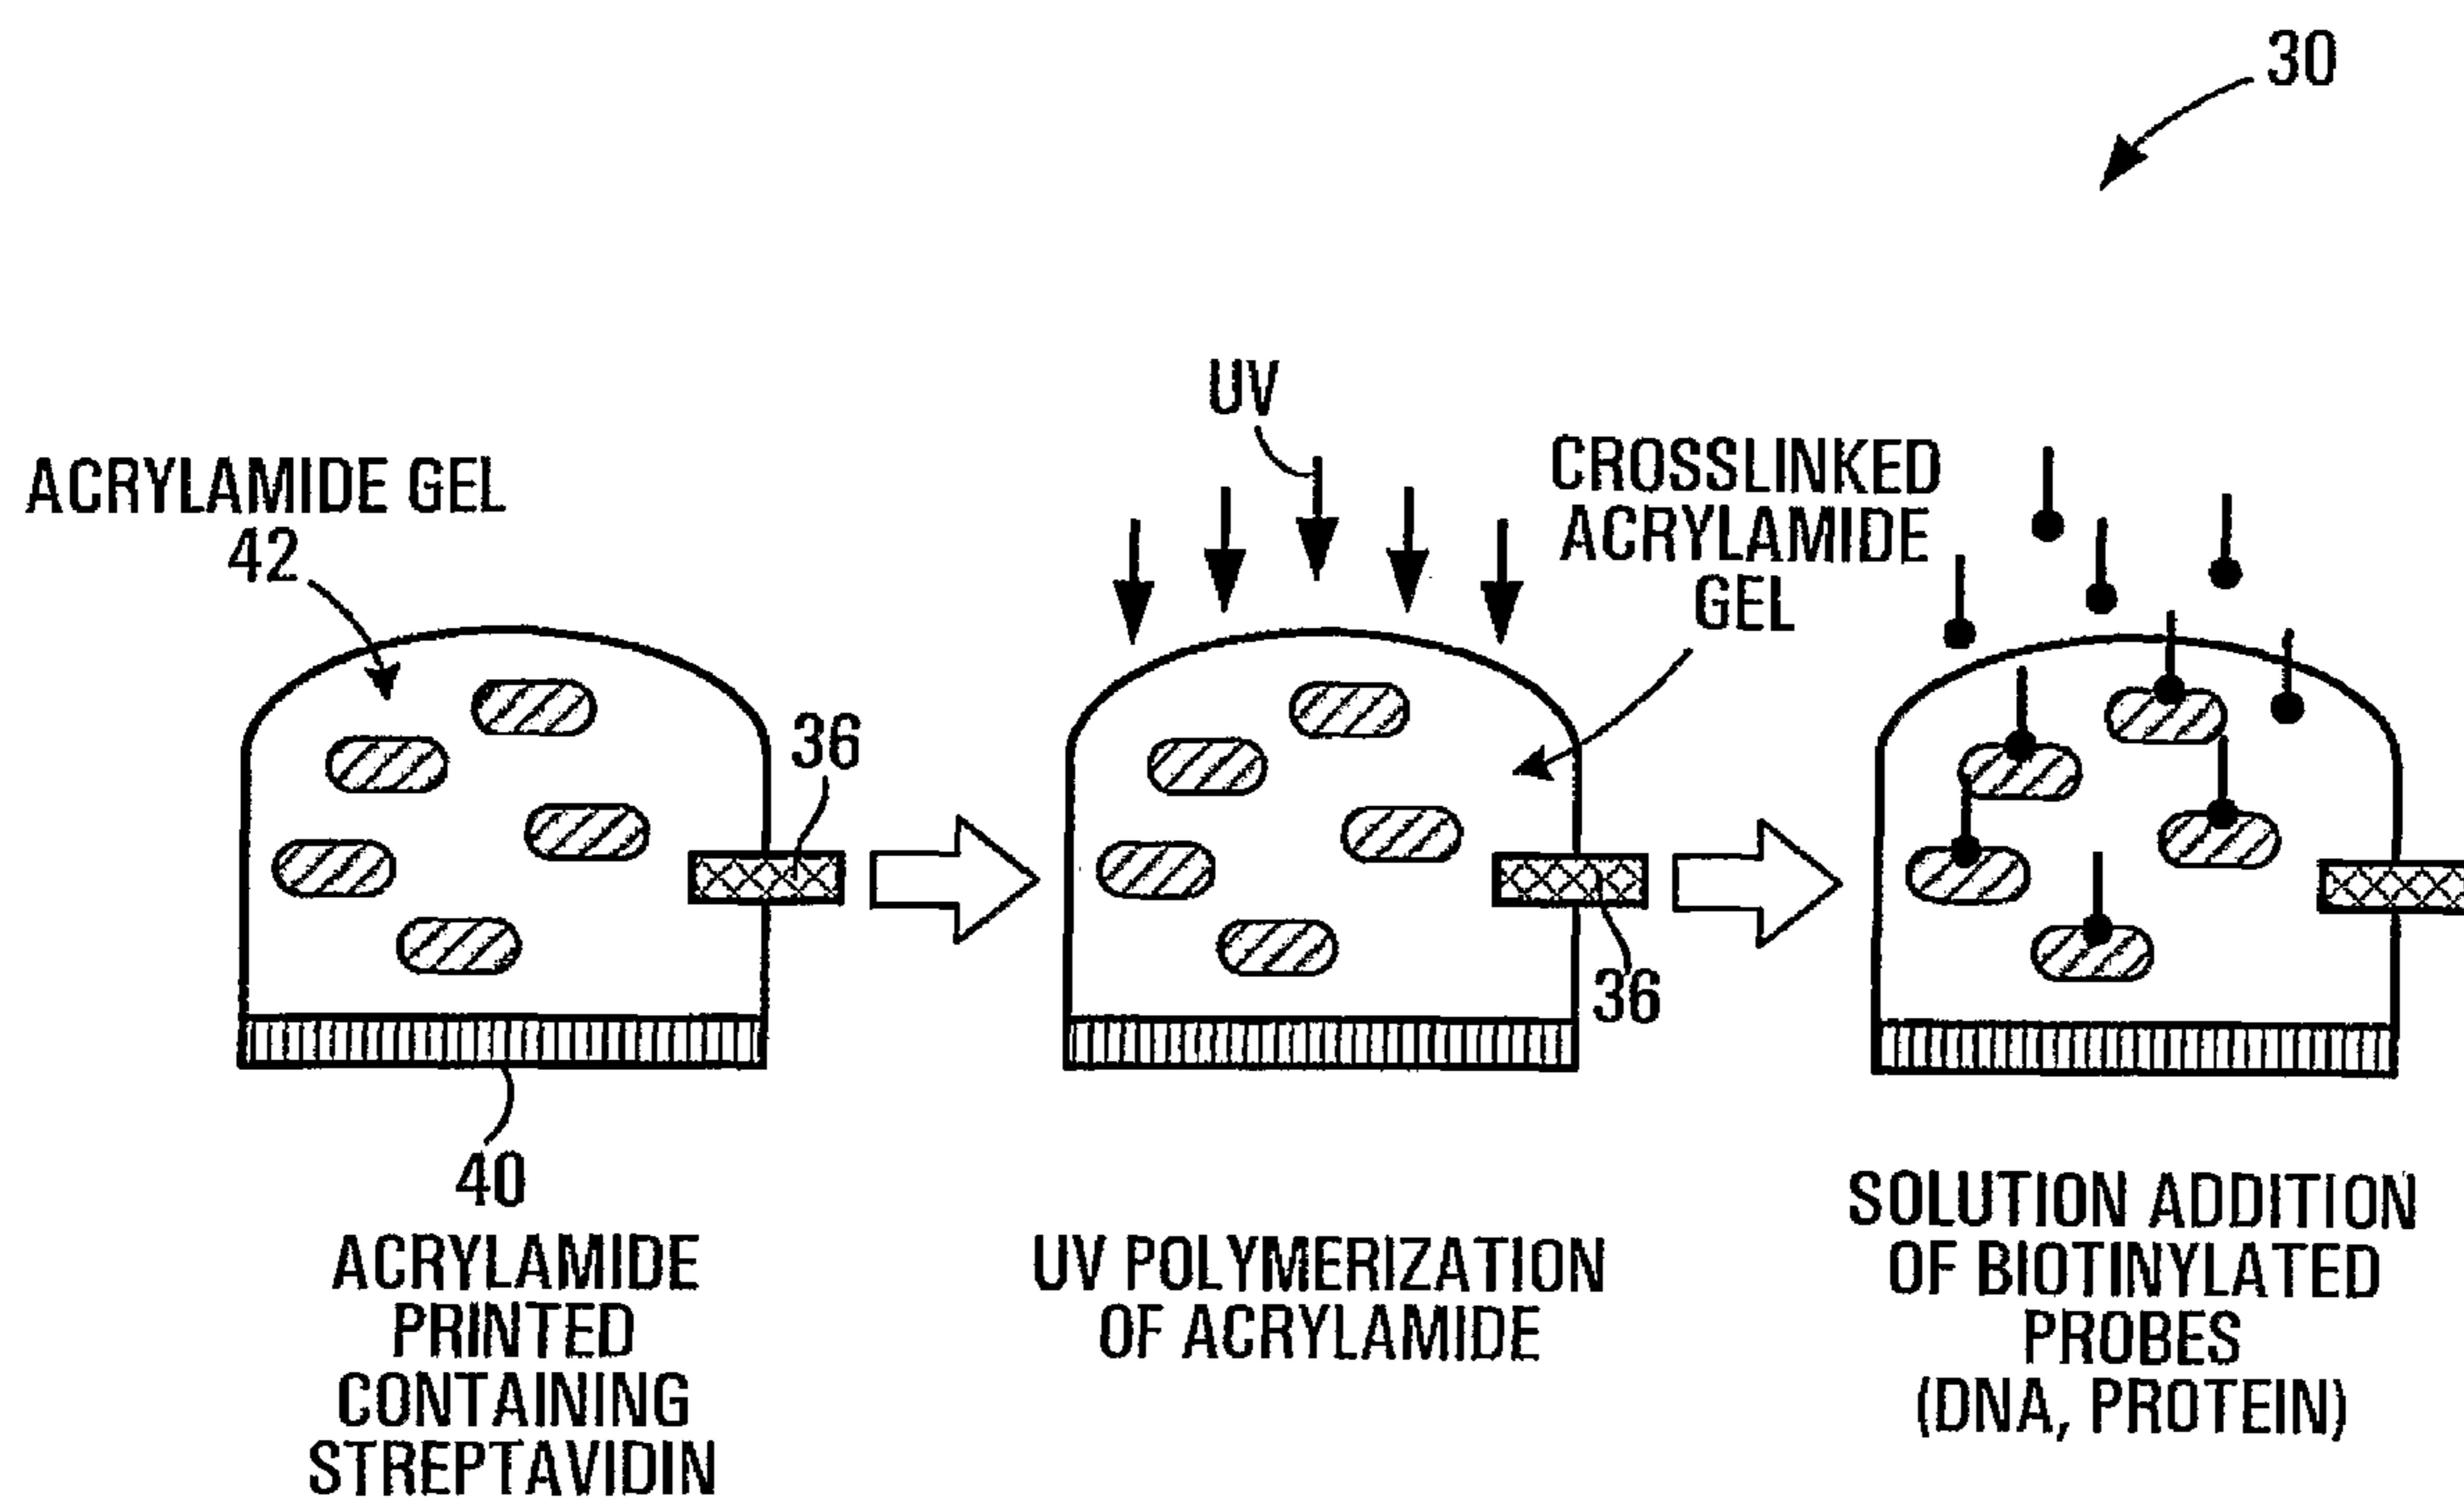 30
UV
ACRYLAMIDE GEL
42
CROSSLINKED
ACRYLAMIDE
GEL
36
36
40
ACRYLAMIDE
PRINTED
CONTAINING
STREPTAVIDIN
UV POLYMERIZATION
OF ACRYLAMIDE
SOLUTION ADDITION
OF BIOTINYLATED
PROBES
(DNA, PROTEIN)